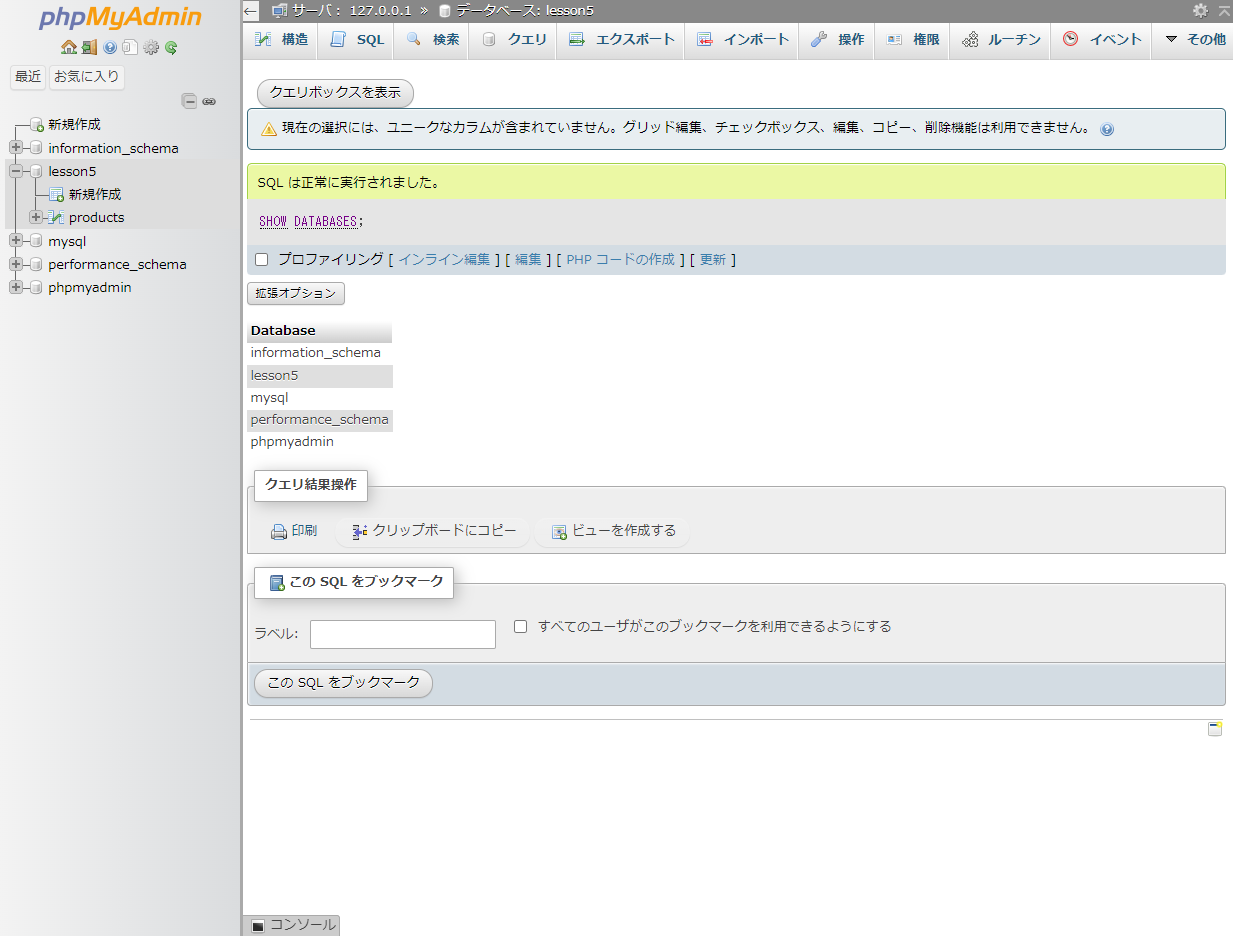 phpMyAdmin
最近 お気に入り
新規作成
information_schema
lesson5
新規作成
products
mysql
performance_schema
phpmyadmin
サーバ： 127.0.0.1 » データベース: lesson5
構造 SQL 検索 クエリ エクスポート インポート 操作 権限 ルーチン イベント その他
クエリボックスを表示
現在の選択には、ユニークなカラムが含まれていません。グリッド編集、チェックボックス、編集、コピー、削除機能は利用できません。
SQL は正常に実行されました。
SHOW DATABASES;
プロファイリング [ インライン編集 ] [ 編集 ] [ PHP コードの作成 ] [ 更新 ]
拡張オプション
Database
information_schema
lesson5
mysql
performance_schema
phpmyadmin
クエリ結果操作
印刷 クリップボードにコピー ビューを作成する
この SQL をブックマーク
ラベル: すべてのユーザがこのブックマークを利用できるようにする
この SQL をブックマーク
コンソール